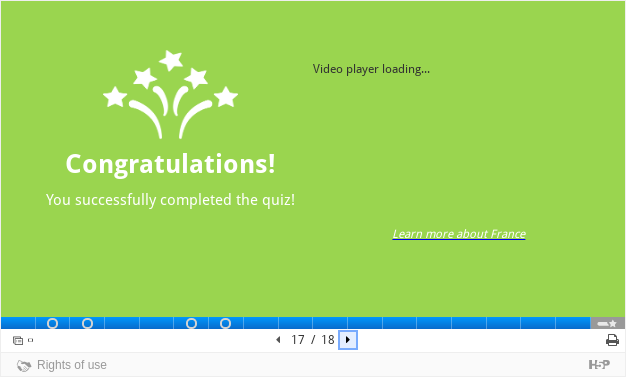 Video player loading...
Congratulations!
You successfully completed the quiz!
Learn more about France
17 / 18
Rights of use
H5P